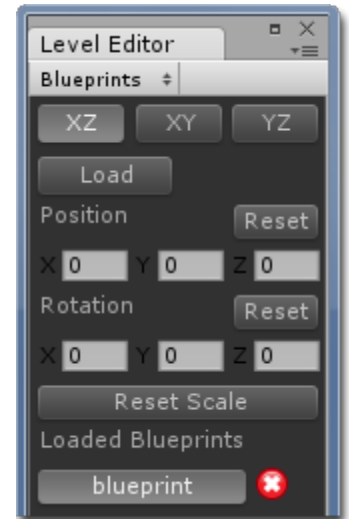 Level Editor
Blueprints
XZ XY YZ
Load
Position Reset
X 0 Y 0 Z 0
Rotation Reset
X 0 Y 0 Z 0
Reset Scale
Loaded Blueprints
blueprint